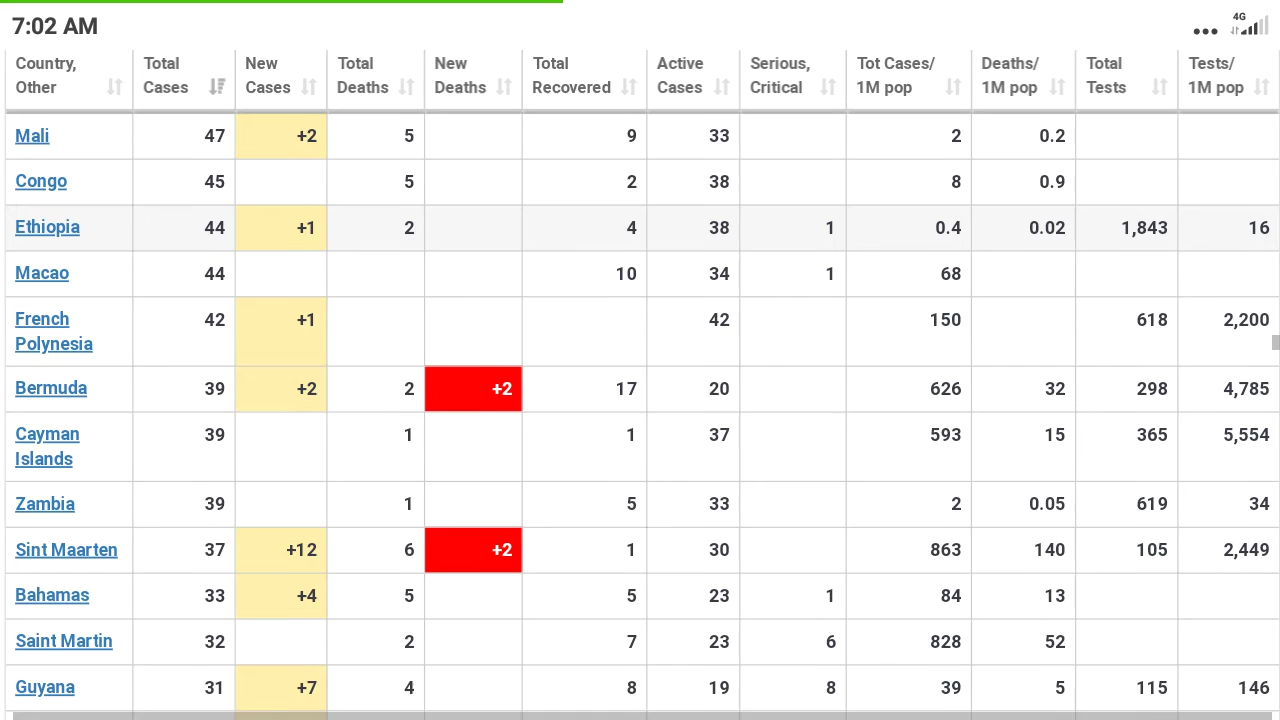 7:02 AM
4G
Country, Other Total Cases New Cases Total Deaths New Deaths Total Recovered Active Cases Serious, Critical Tot Cases/ 1M pop Deaths/ 1M pop Total Tests Tests/ 1M pop
Mali 47 +2 5 9 33 2 0.2
Congo 45 5 2 38 8 0.9
Ethiopia 44 +1 2 4 38 1 0.4 0.02 1,843 16
Macao 44 10 34 1 68
French Polynesia 42 +1 42 150 618 2,200
Bermuda 39 +2 2 +2 17 20 626 32 298 4,785
Cayman Islands 39 1 1 37 593 15 365 5,554
Zambia 39 1 5 33 2 0.05 619 34
Sint Maarten 37 +12 6 +2 1 30 863 140 105 2,449
Bahamas 33 +4 5 5 23 1 84 13
Saint Martin 32 2 7 23 6 828 52
Guyana 31 +7 4 8 19 8 39 5 115 146